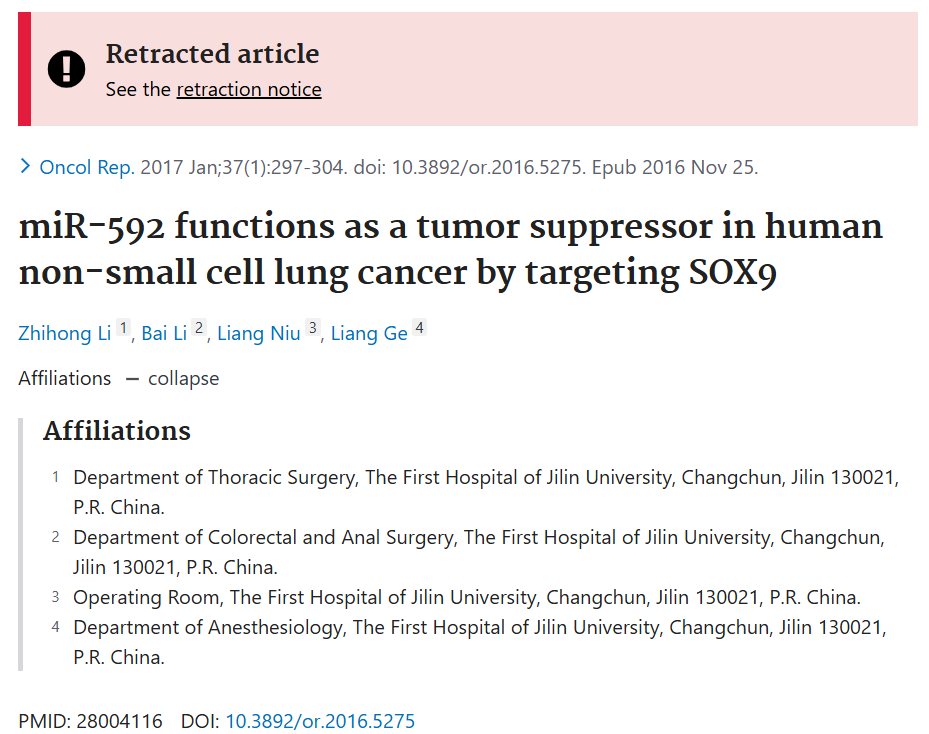 Retracted article
See the retraction notice
Oncol Rep. 2017 Jan;37(1):297-304. doi: 10.3892/or.2016.5275. Epub 2016 Nov 25.
miR-592 functions as a tumor suppressor in human
non-small cell lung cancer by targeting SOX9
Zhihong Li 1, Bai Li 2, Liang Niu 3, Liang Ge 4
Affiliations — collapse
Affiliations
1 Department of Thoracic Surgery, The First Hospital of Jilin University, Changchun, Jilin 130021,
P.R. China.
2 Department of Colorectal and Anal Surgery, The First Hospital of Jilin University, Changchun,
Jilin 130021, P.R. China.
3 Operating Room, The First Hospital of Jilin University, Changchun, Jilin 130021, P.R. China.
4 Department of Anesthesiology, The First Hospital of Jilin University, Changchun, Jilin 130021,
P.R. China.
PMID: 28004116 DOI: 10.3892/or.2016.5275